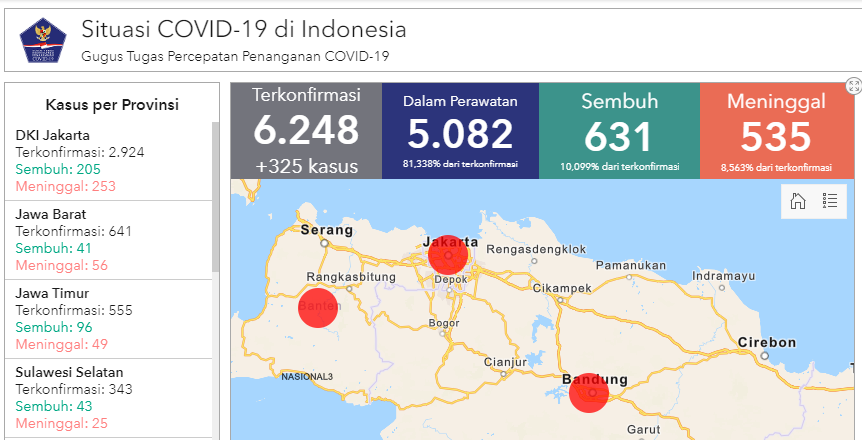 Situasi COVID-19 di Indonesia
Gugus Tugas Percepatan Penanganan COVID-19
Kasus per Provinsi
DKI Jakarta
Terkonfirmasi: 2.924
Sembuh: 205
Meninggal: 253
Jawa Barat
Terkonfirmasi: 641
Sembuh: 41
Meninggal: 56
Jawa Timur
Terkonfirmasi: 555
Sembuh: 96
Meninggal: 49
Sulawesi Selatan
Terkonfirmasi: 343
Sembuh: 43
Meninggal: 25
Terkonfirmasi
6.248
+325 kasus
Dalam Perawatan
5.082
81,338% dari terkonfirmasi
Sembuh
631
10,099% dari terkonfirmasi
Meninggal
535
8,563% dari terkonfirmasi
Serang
Jakarta
Rengasdengklok
Pamanukan
Rangkasbitung
Depok
Indramayu
Cikampek
Banten
Bogor
Cirebon
Cianjur
NASIONAL3
Bandung
Garut